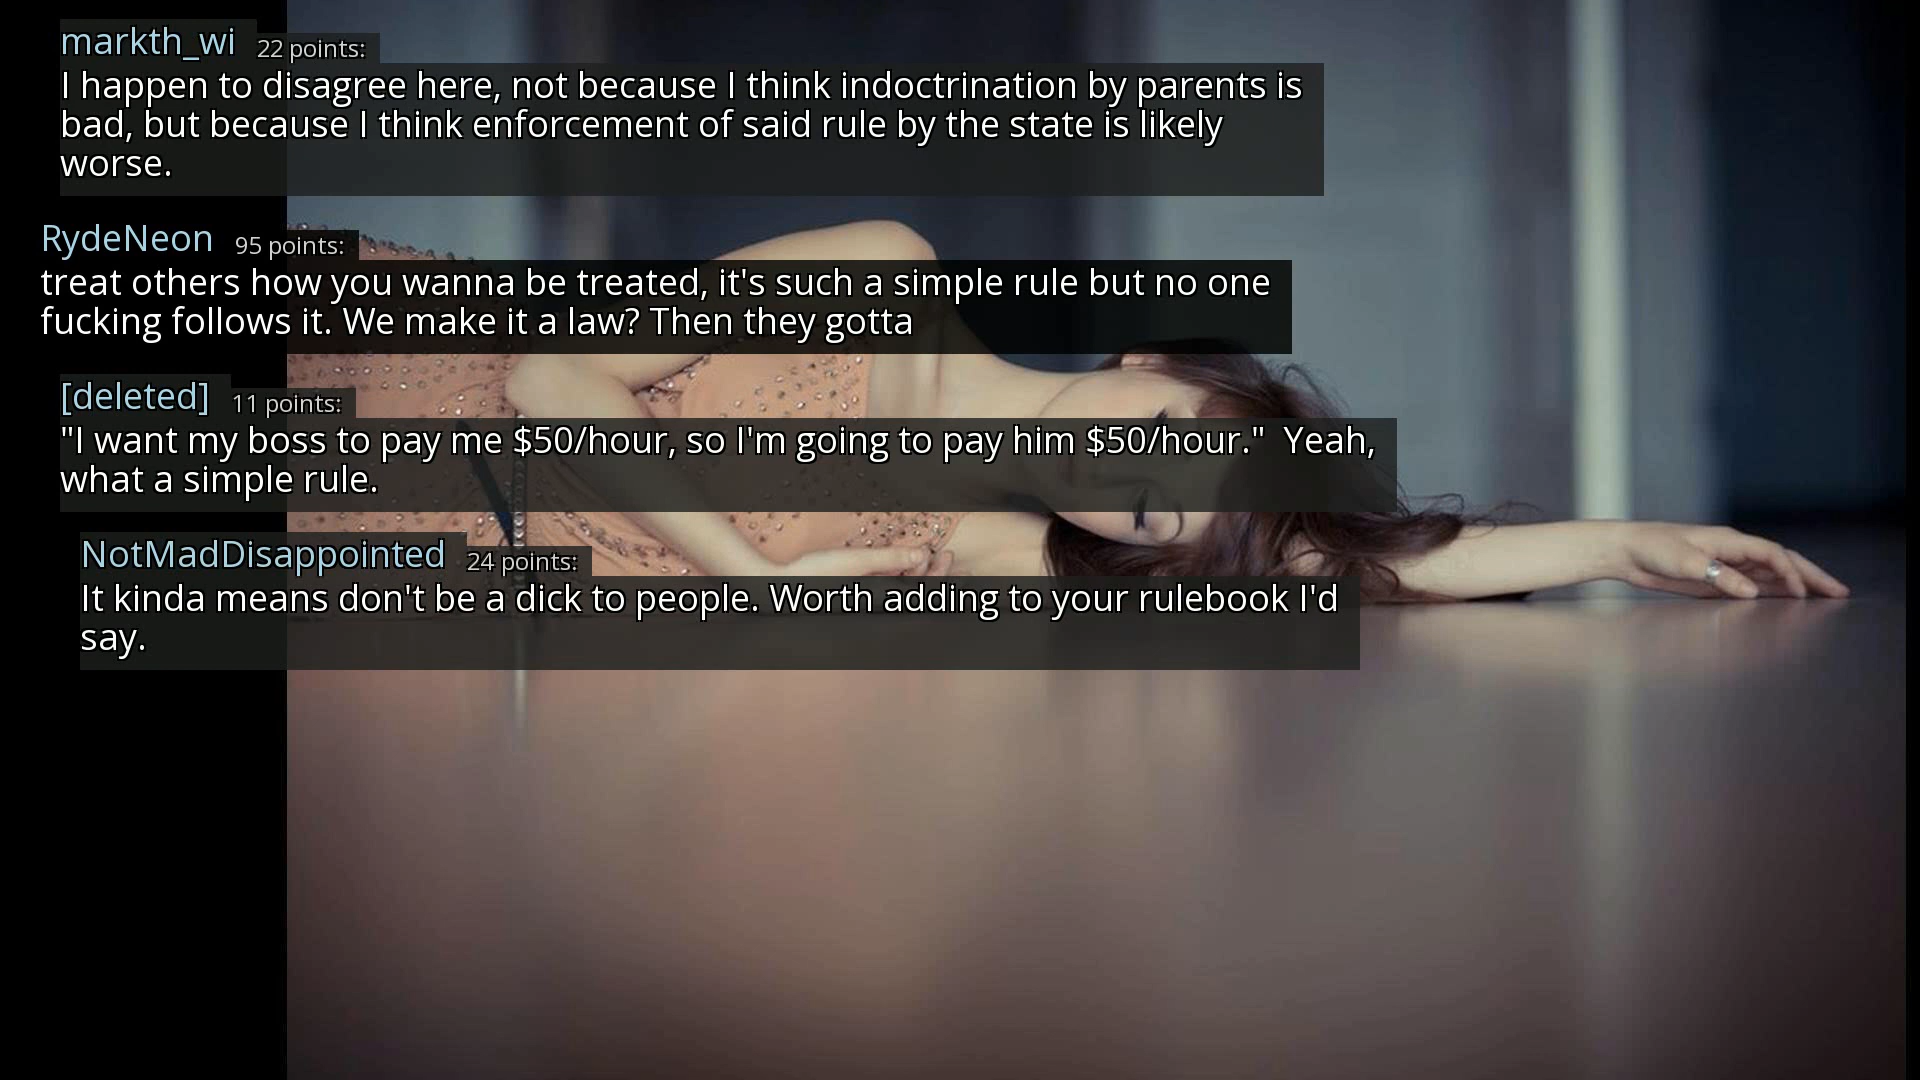 markth_wi 22 points:
I happen to disagree here, not because I think indoctrination by parents is
bad, but because I think enforcement of said rule by the state is likely
worse.
RydeNeon 95 points:
treat others how you wanna be treated, it's such a simple rule but no one
fucking follows it. We make it a law? Then they gotta
[deleted] 11 points:
"I want my boss to pay me $50/hour, so I'm going to pay him $50/hour."  Yeah,
what a simple rule.
NotMadDisappointed 24 points:
It kinda means don't be a dick to people. Worth adding to your rulebook I'd
say.